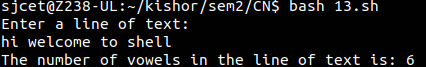 sjcet@Z238-UL:~/kishor/sem2/CN$ bash 13.sh
Enter a line of text:
hi welcome to shell
The number of vowels in the line of text is: 6